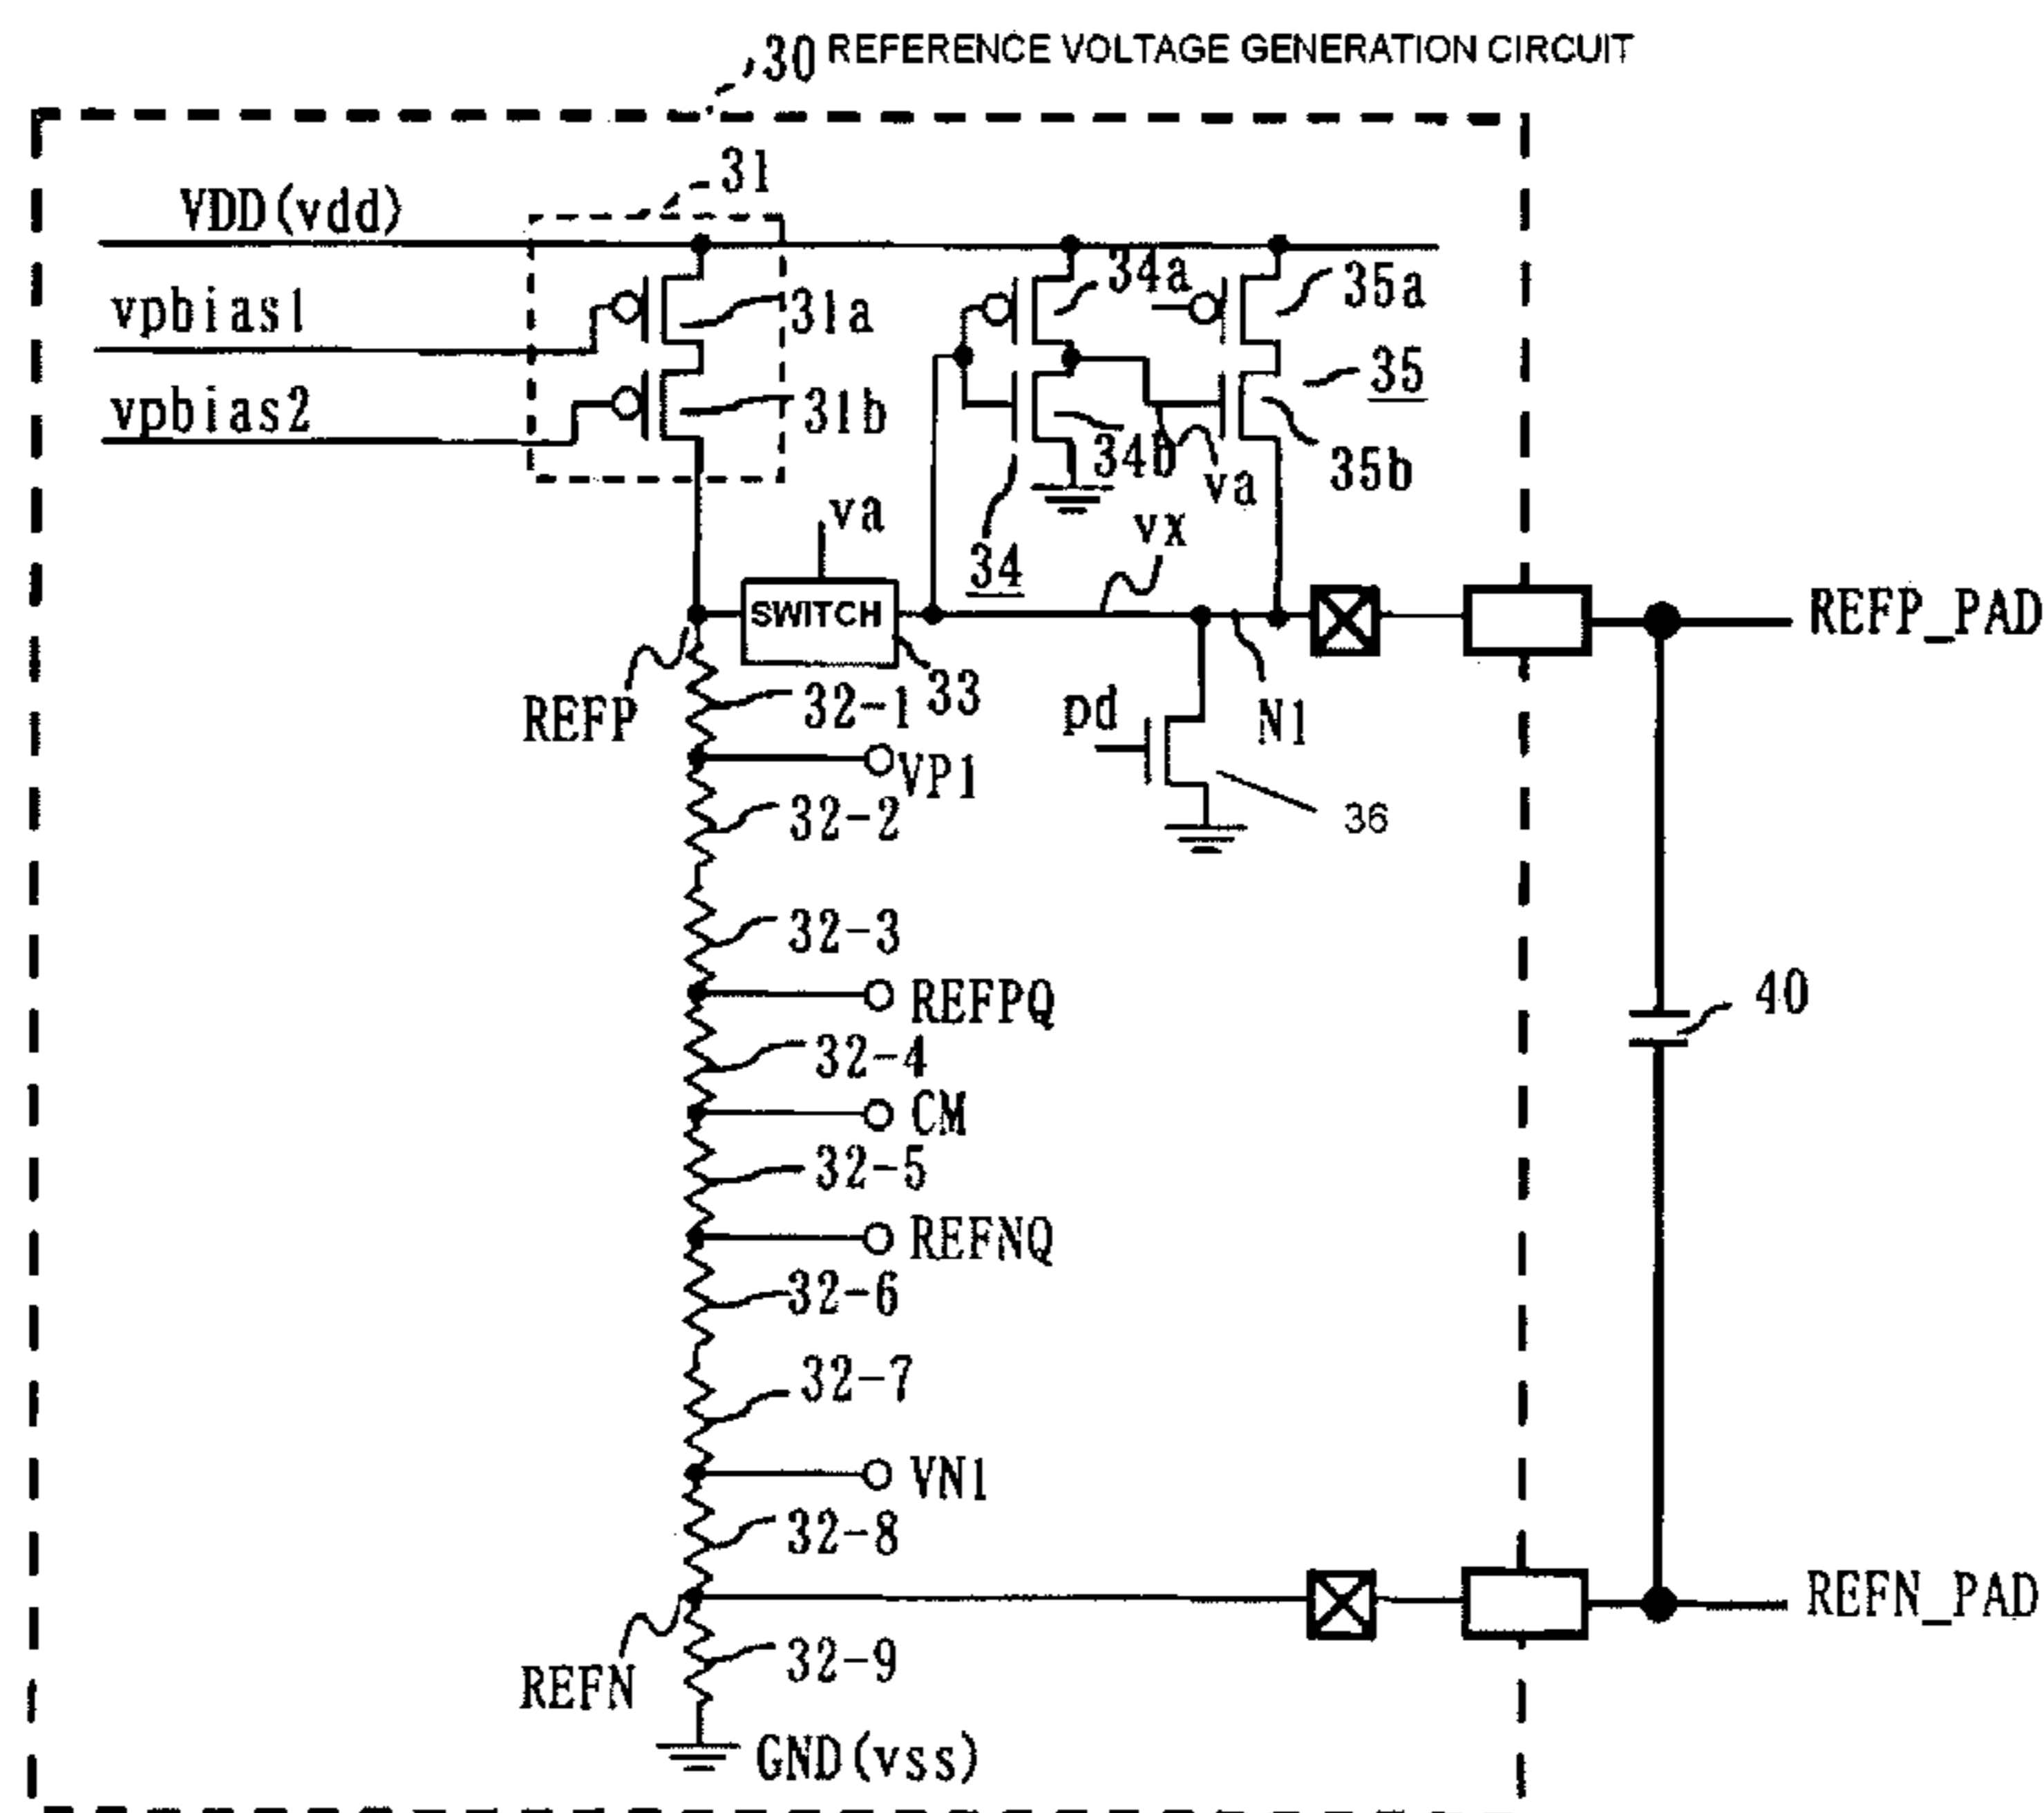 30 REFERENCE VOLTAGE GENERATION CIRCUIT
31
VDD(vdd)
34a
35a
vpbias1
31a
35
vpbias2
31b
34b
va
35b
va
vx
34
SWITCH
REFP_PAD
REFP
32-1
33
pd
N1
VP1
32-2
36
32-3
REFPQ
40
32-4
CM
32-5
REFNQ
32-6
32-7
VN1
32-8
REFN_PAD
REFN
32-9
GND(vss)